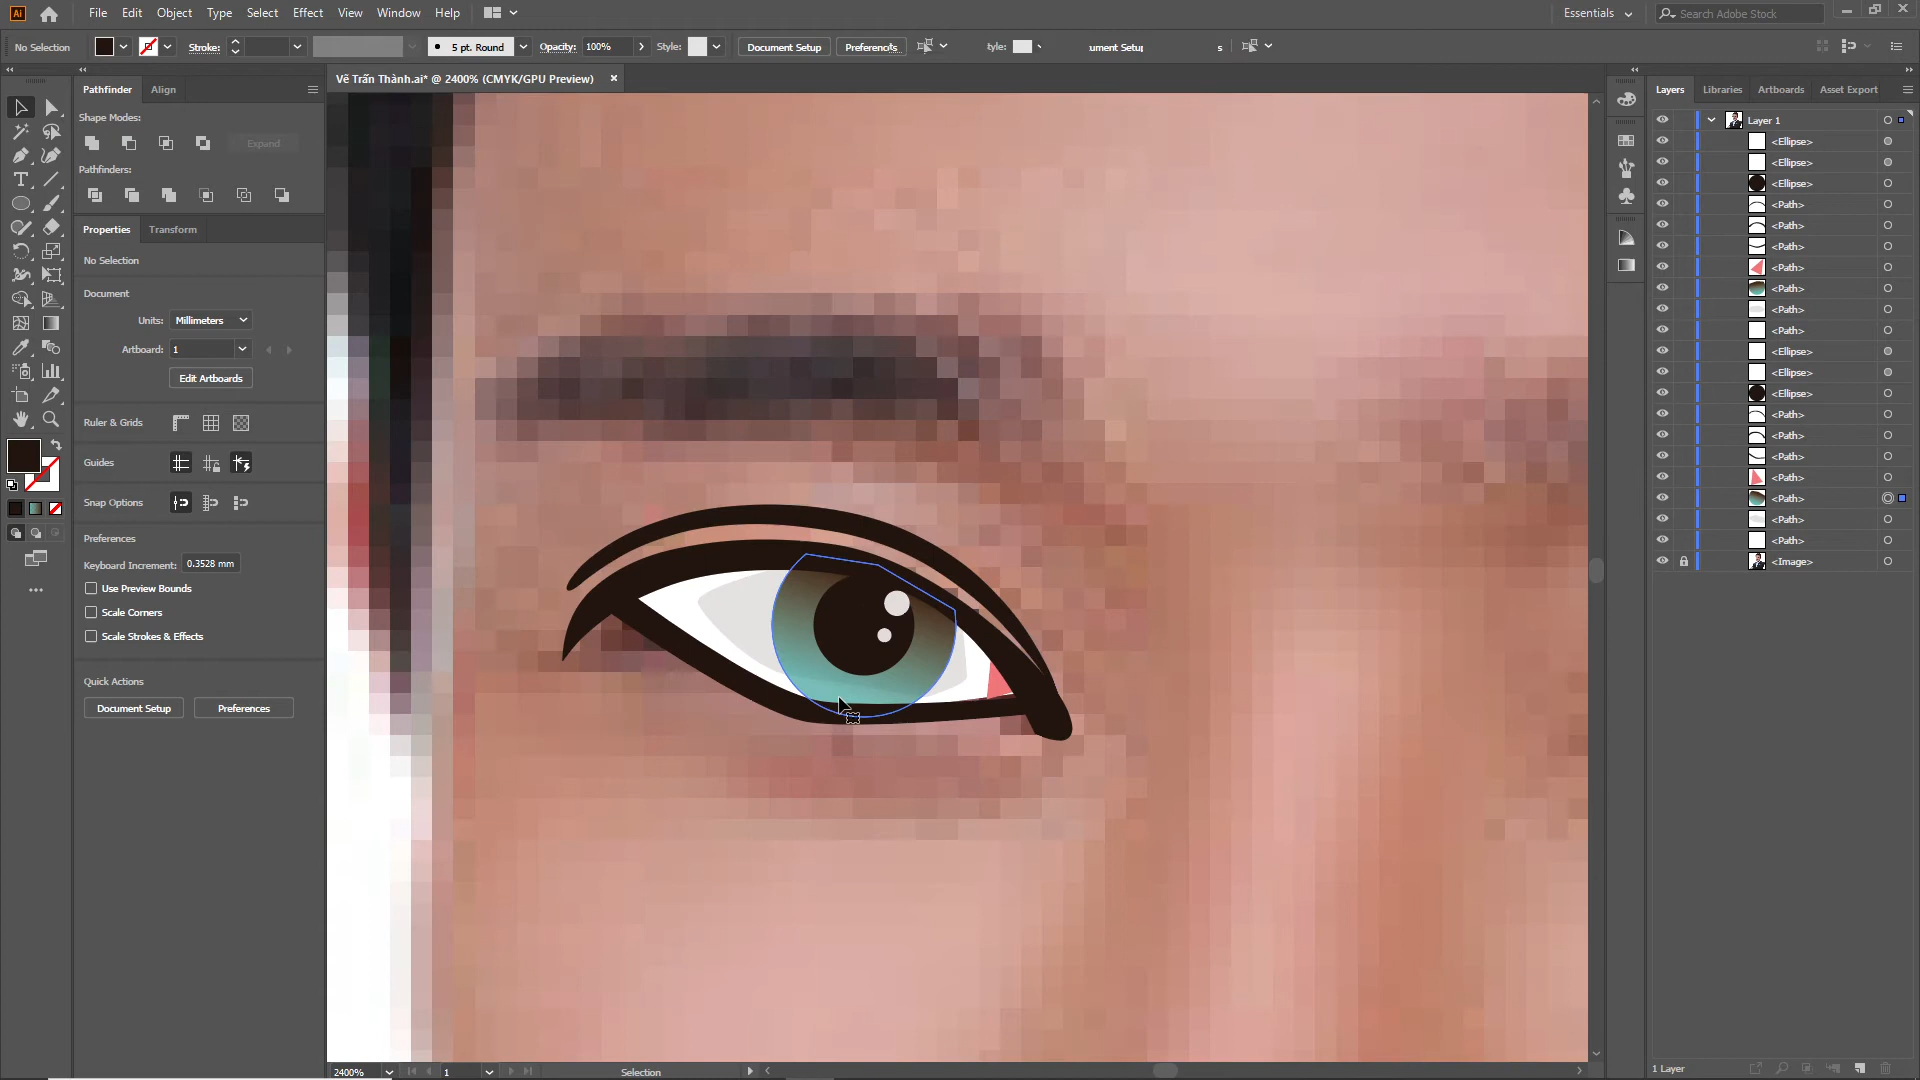 Ai File Edit Object Type Select Effect View Window Help Essentials Search Adobe Stock
No Selection Stroke: 5 pt. Round Opacity: 100% Style: Document Setup Preferences
Vẽ Trấn Thành.ai* @ 2400% (CMYK/GPU Preview)
Pathfinder Align
Shape Modes:
Expand
Pathfinders:
Properties Transform
No Selection
Document
Units: Millimeters
Artboard: 1
Edit Artboards
Ruler & Grids
Guides
Snap Options
Preferences
Keyboard Increment: 0.3528 mm
Use Preview Bounds
Scale Corners
Scale Strokes & Effects
Quick Actions
Document Setup Preferences
Layers Libraries Artboards Asset Export
Layer 1
<Ellipse>
<Ellipse>
<Ellipse>
<Path>
<Path>
<Path>
<Path>
<Path>
<Path>
<Path>
<Ellipse>
<Ellipse>
<Ellipse>
<Path>
<Path>
<Path>
<Path>
<Path>
<Path>
<Path>
<Image>
2400% 1 Selection
1 Layer